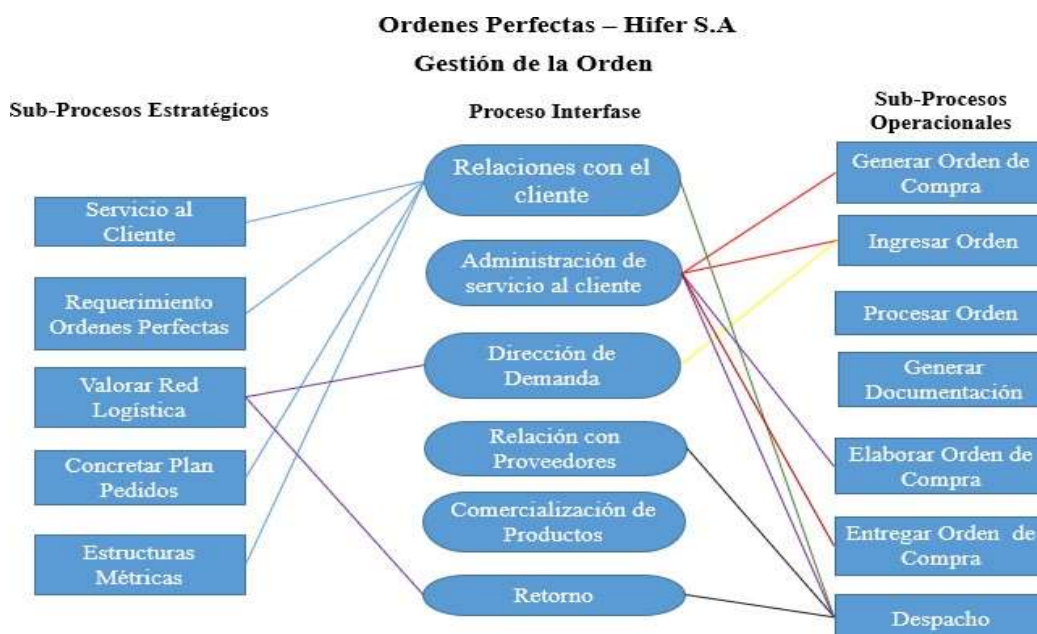 Ordenes Perfectas – Hifer S.A
Gestión de la Orden
Sub-Procesos Estratégicos
Servicio al
Cliente
Requerimiento
Ordenes Perfectas
Valorar Red
Logística
Concretar Plan
Pedidos
Estructuras
Métricas
Proceso Interfase
Relaciones con el
cliente
Administración de
servicio al cliente
Dirección de
Demanda
Relación con
Proveedores
Comercialización de
Productos
Retorno
Sub-Procesos
Operacionales
Generar Orden de
Compra
Ingresar Orden
Procesar Orden
Generar
Documentación
Elaborar Orden de
Compra
Entregar Orden de
Compra
Despacho